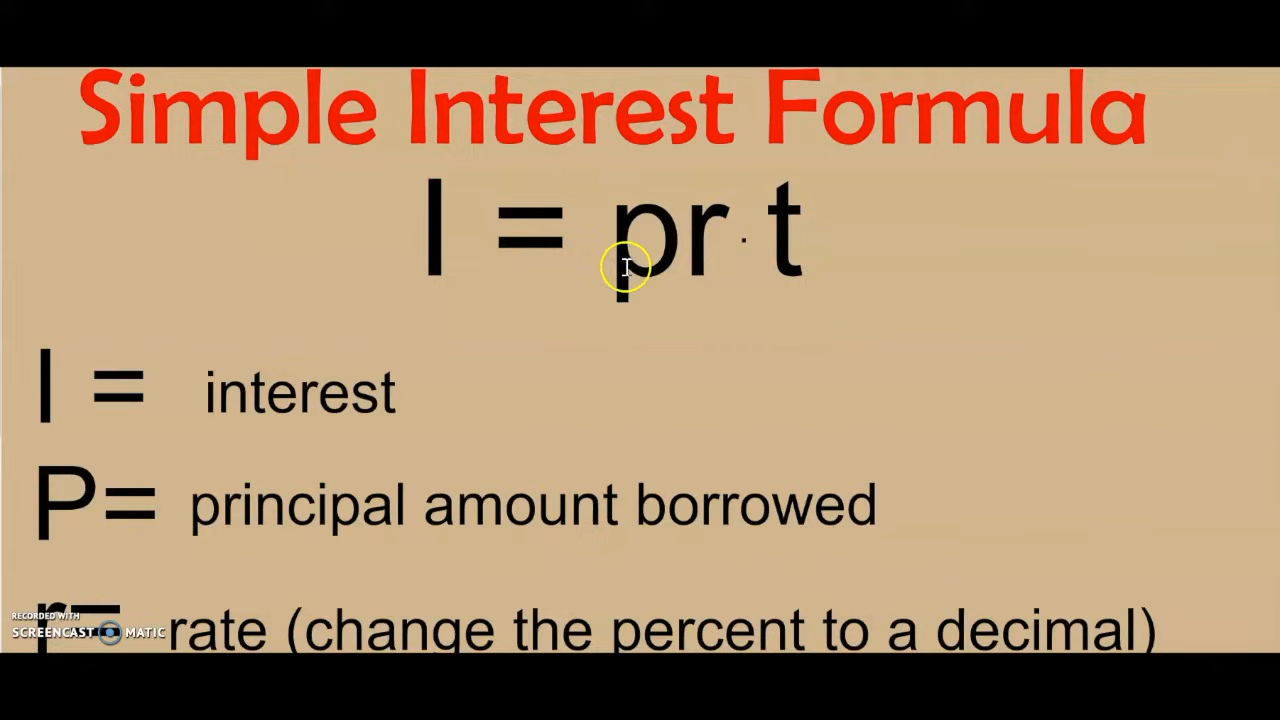 Simple Interest Formula
I = pr · t
I = interest
P= principal amount borrowed
r= rate (change the percent to a decimal)
RECORDED WITH
SCREENCAST MATIC